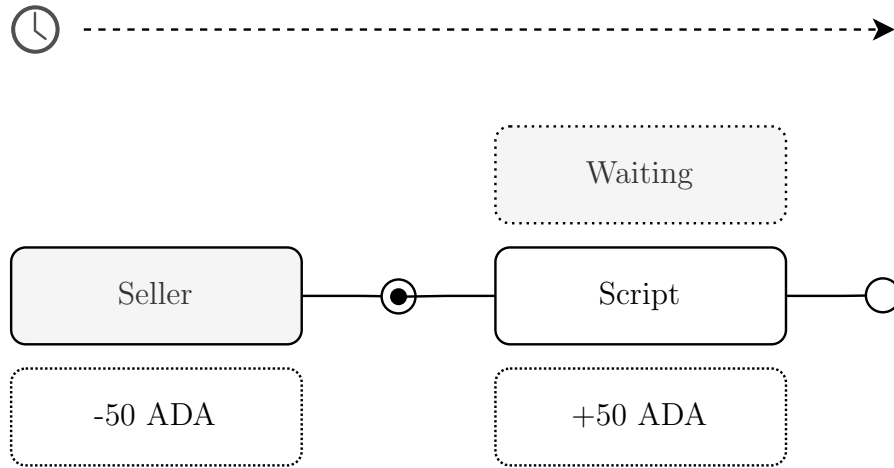 Waiting
Seller
Script
-50 ADA
+50 ADA